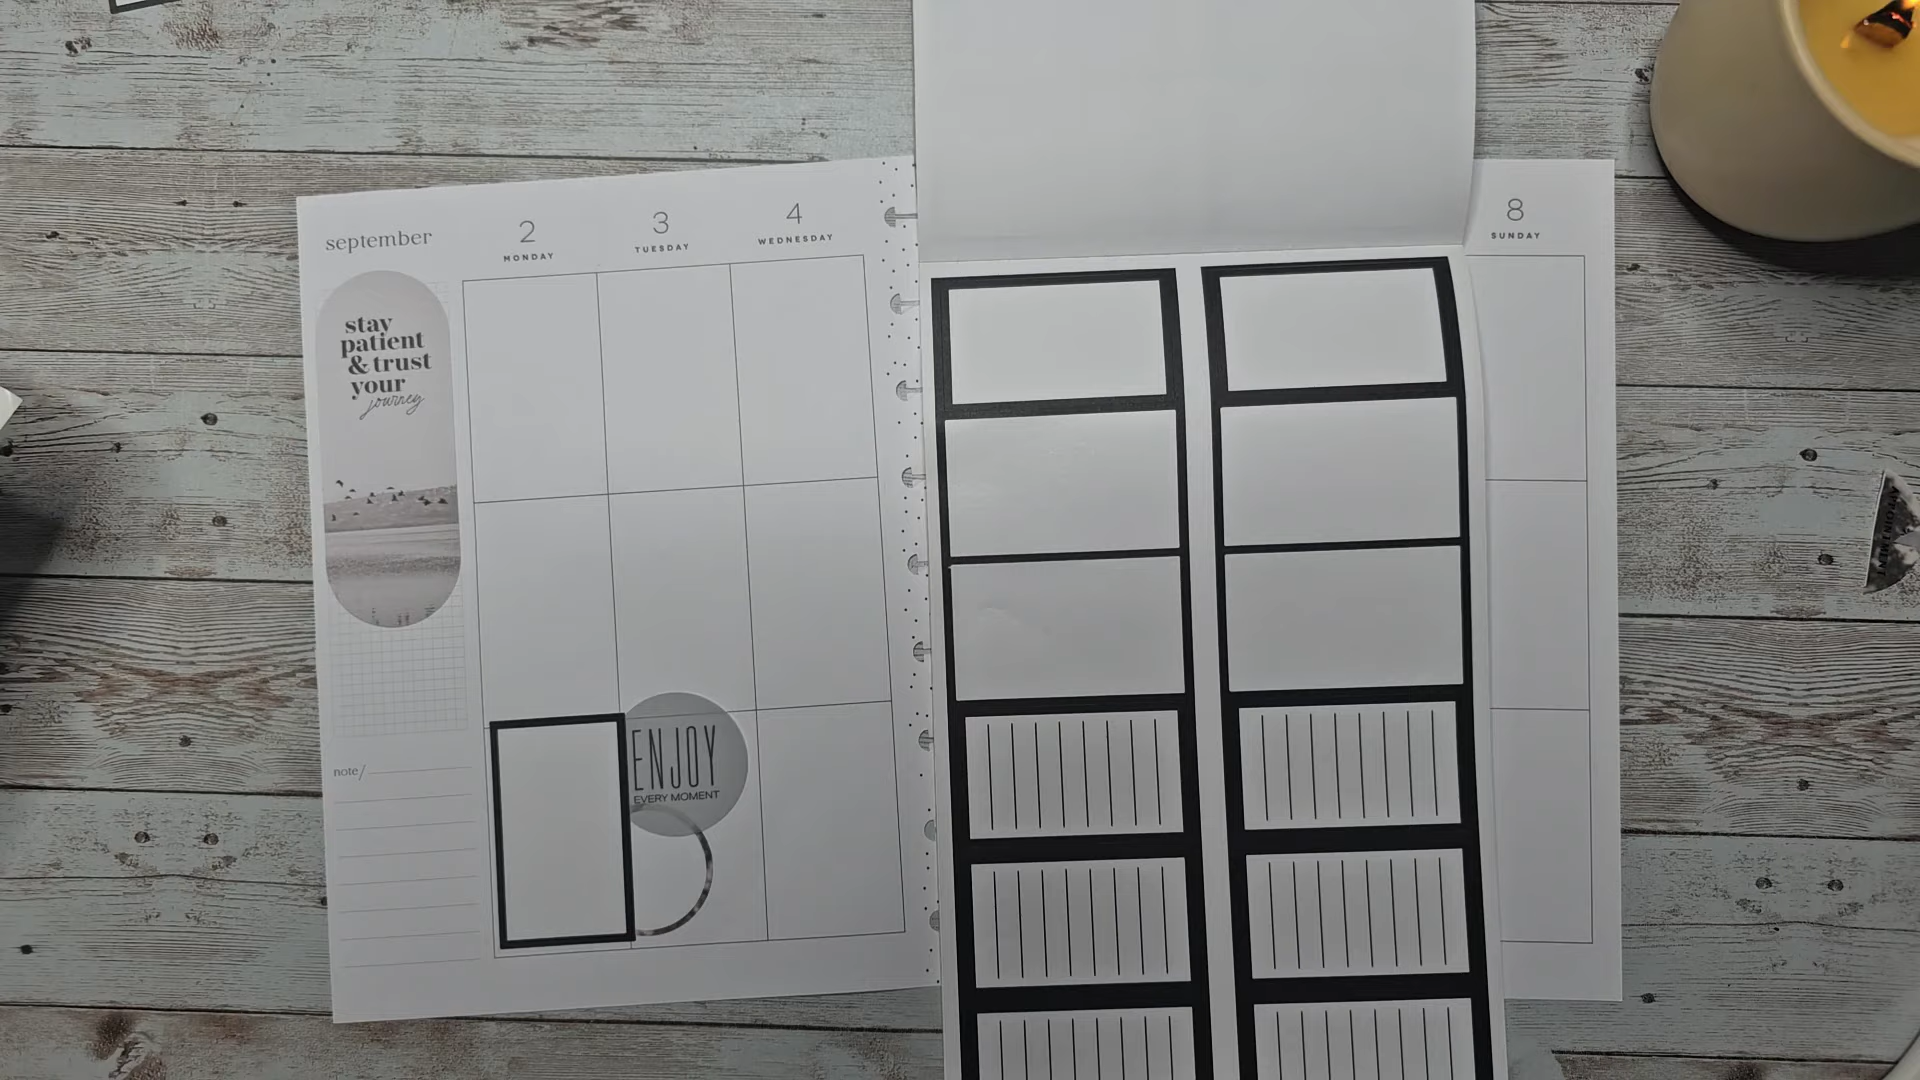 september
2
MONDAY
3
TUESDAY
4
WEDNESDAY
8
SUNDAY
stay
patient
& trust
your
journey
note/
ENJOY
EVERY MOMENT